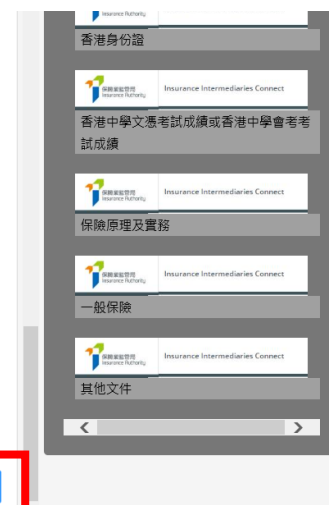 香港身份證
保險業監管局 Insurance Intermediaries Connect
Insurance Authority
香港中學文憑考試成績或香港中學會考考
試成績
保險業監管局 Insurance Intermediaries Connect
Insurance Authority
保險原理及實務
保險業監管局 Insurance Intermediaries Connect
Insurance Authority
一般保險
保險業監管局 Insurance Intermediaries Connect
Insurance Authority
其他文件